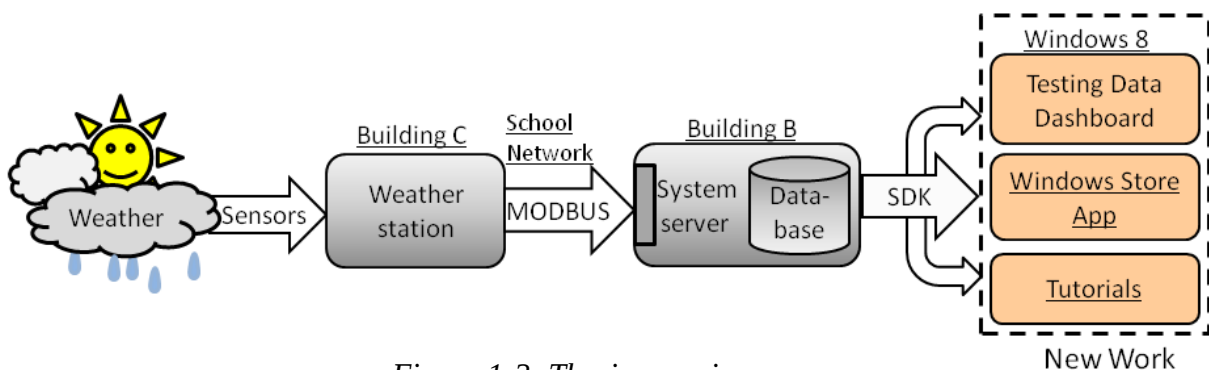 Weather
Sensors
Building C
Weather
station
School
Network
MODBUS
Building B
System
server
Data-
base
SDK
Windows 8
Testing Data
Dashboard
Windows Store
App
Tutorials
New Work
Figure